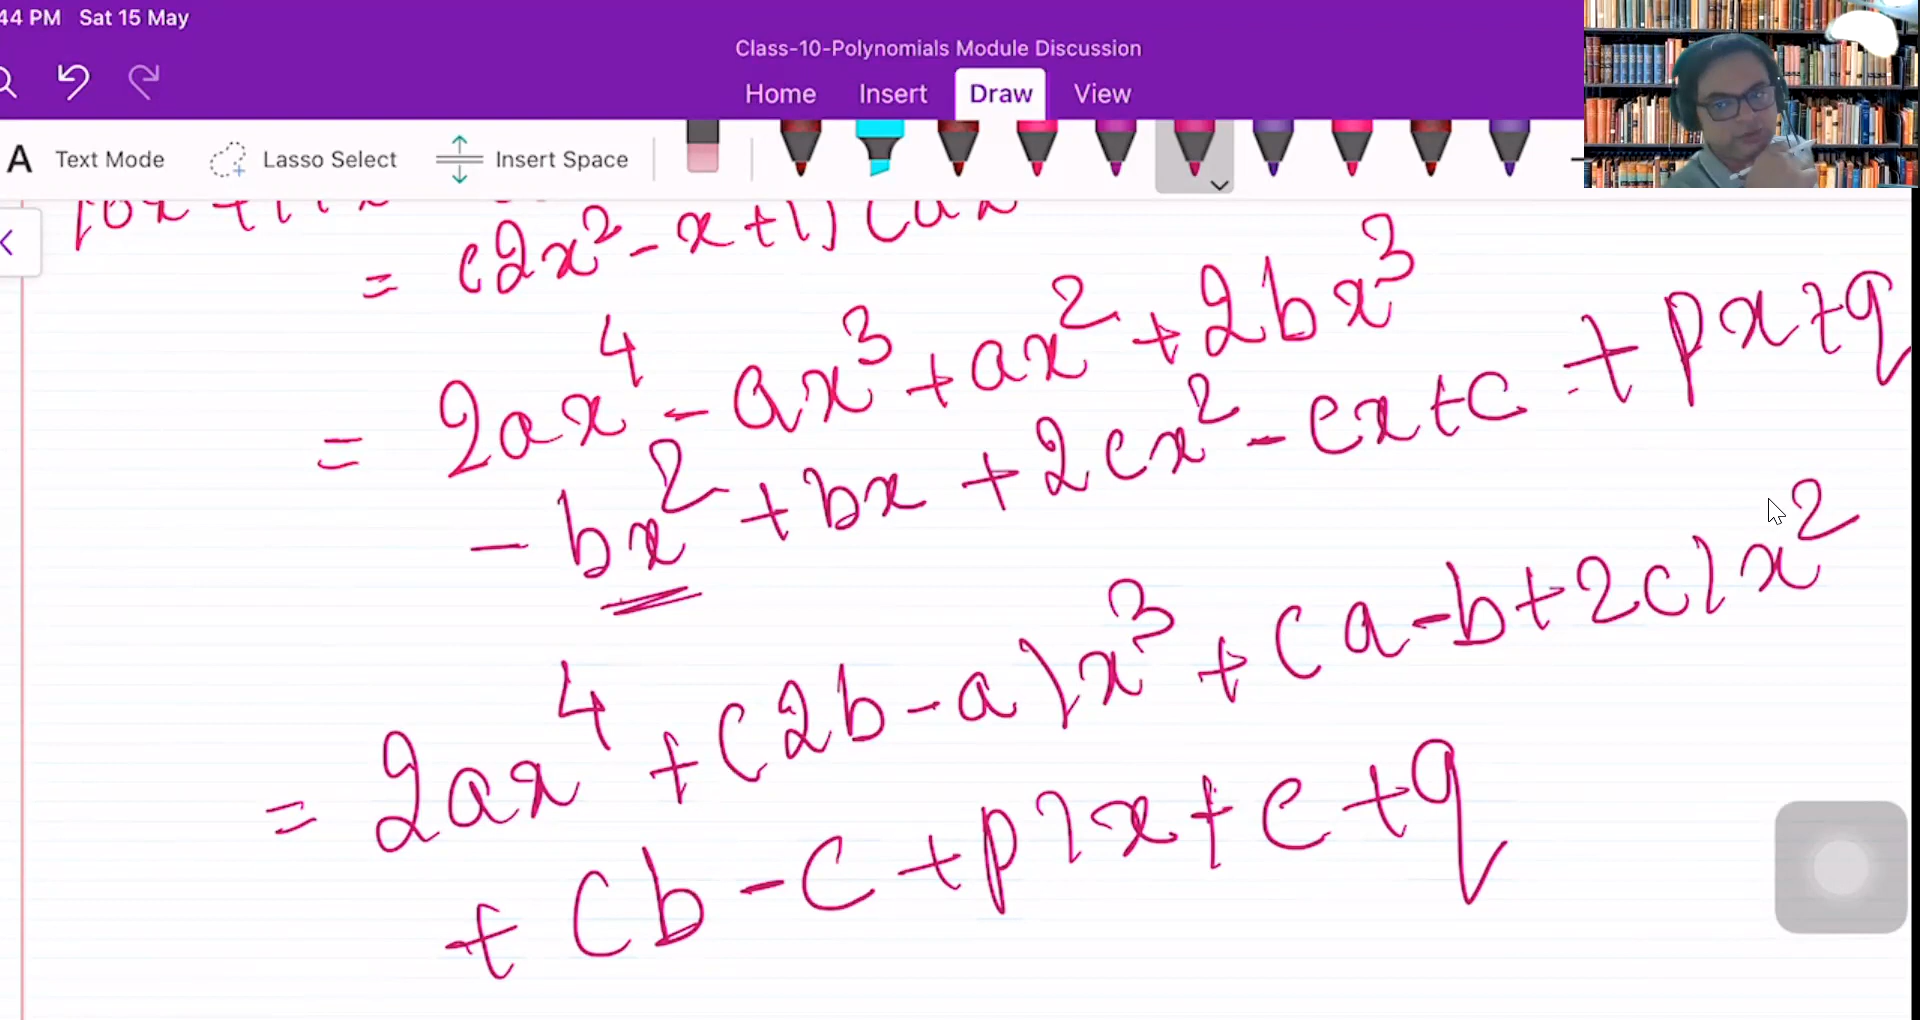 44 PM Sat 15 May
Class-10-Polynomials Module Discussion
Home Insert Draw View
A Text Mode Lasso Select Insert Space
= (2x² - x + 1) (ax
= 2ax⁴ - ax³ + ax² + 2bx³
- bx² + bx + 2cx² - cx + c + px + q
= 2ax⁴ + (2b - a)x³ + (a - b + 2c)x²
+ (b - c + p)x + c + q